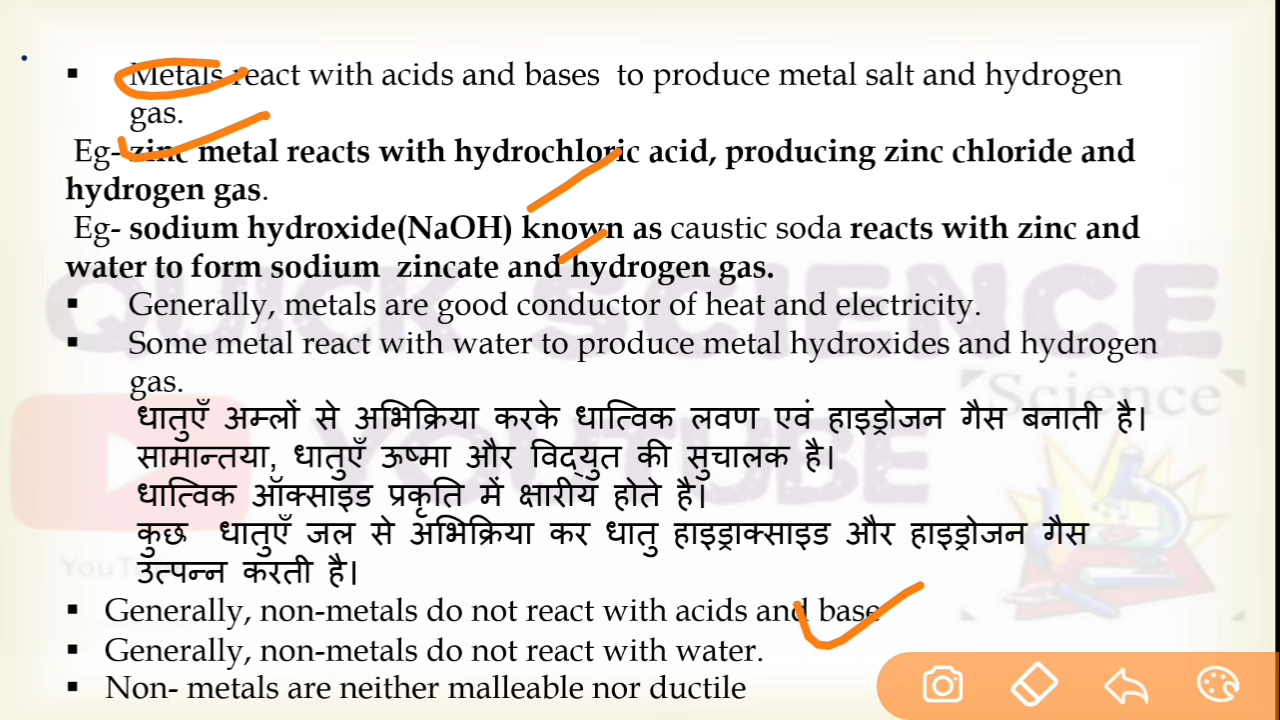 ▪ Metals react with acids and bases to produce metal salt and hydrogen
gas.
Eg- zinc metal reacts with hydrochloric acid, producing zinc chloride and
hydrogen gas.
Eg- sodium hydroxide(NaOH) known as caustic soda reacts with zinc and
water to form sodium zincate and hydrogen gas.
▪ Generally, metals are good conductor of heat and electricity.
▪ Some metal react with water to produce metal hydroxides and hydrogen
gas.
धातुएँ अम्लों से अभिक्रिया करके धात्विक लवण एवं हाइड्रोजन गैस बनाती है।
सामान्तया, धातुएँ ऊष्मा और विद्युत की सुचालक है।
धात्विक ऑक्साइड प्रकृति में क्षारीय होते है।
कुछ धातुएँ जल से अभिक्रिया कर धातु हाइड्राक्साइड और हाइड्रोजन गैस
उत्पन्न करती है।
▪ Generally, non-metals do not react with acids and base
▪ Generally, non-metals do not react with water.
▪ Non- metals are neither malleable nor ductile
QUICK SCIENCE
Science
YOUTUBE